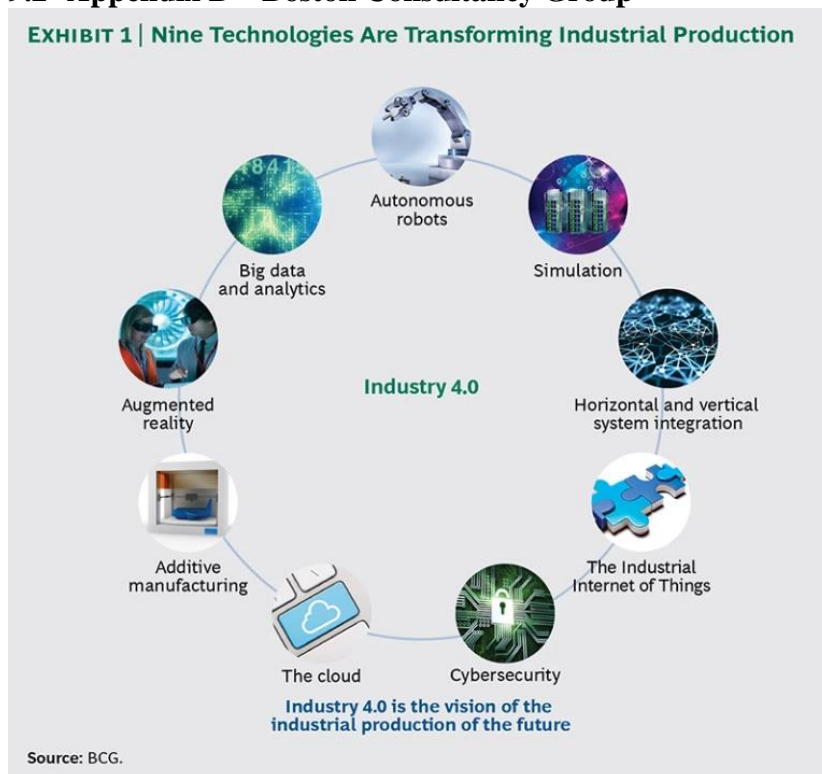 EXHIBIT 1 | Nine Technologies Are Transforming Industrial Production
Autonomous
robots
Simulation
Horizontal and vertical
system integration
The Industrial
Internet of Things
Cybersecurity
The cloud
Additive
manufacturing
Augmented
reality
Big data
and analytics
Industry 4.0
Industry 4.0 is the vision of the
industrial production of the future
Source: BCG.